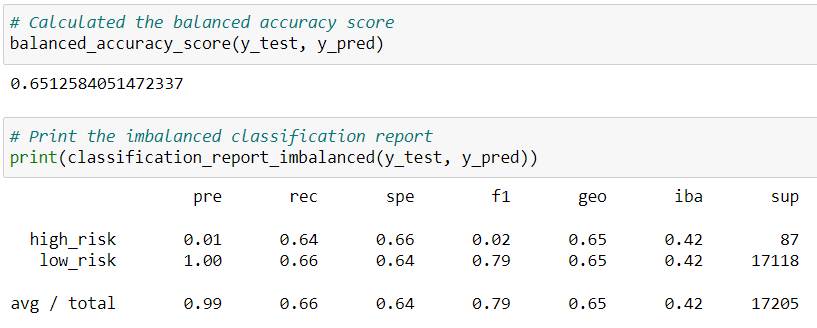 # Calculated the balanced accuracy score
balanced_accuracy_score(y_test, y_pred)
0.6512584051472337
# Print the imbalanced classification report
print(classification_report_imbalanced(y_test, y_pred))
pre rec spe f1 geo iba sup
high_risk 0.01 0.64 0.66 0.02 0.65 0.42 87
low_risk 1.00 0.66 0.64 0.79 0.65 0.42 17118
avg / total 0.99 0.66 0.64 0.79 0.65 0.42 17205